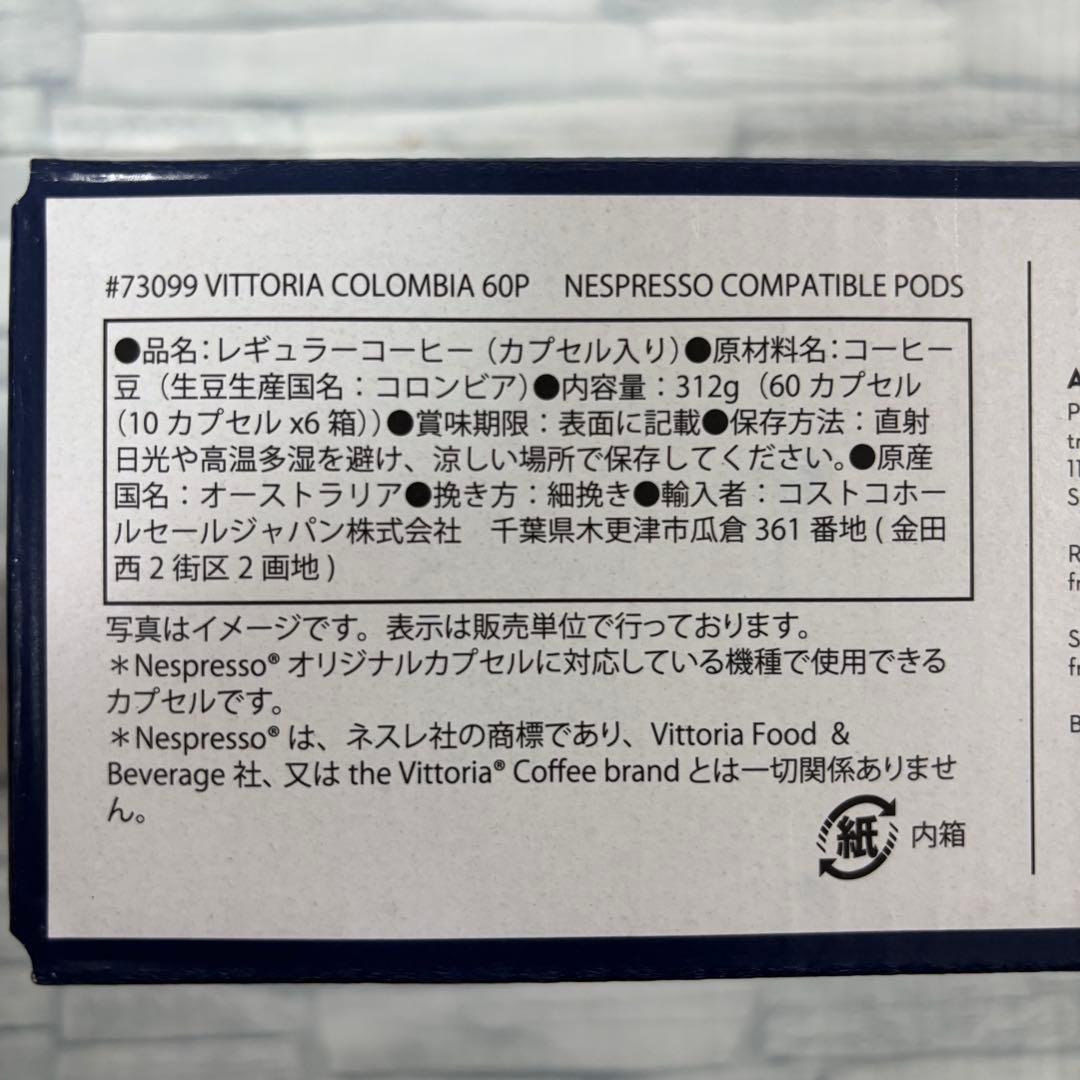 #73099 VITTORIA COLOMBIA 60P NESPRESSO COMPATIBLE PODS
●品名：レギュラーコーヒー（カプセル入り）●原材料名：コーヒー
豆（生豆生産国名：コロンビア）●内容量：312g（60 カプセル
（10 カプセル x6 箱））●賞味期限：表面に記載●保存方法：直射
日光や高温多湿を避け、涼しい場所で保存してください。●原産
国名：オーストラリア●挽き方：細挽き●輸入者：コストコホー
ルセールジャパン株式会社 千葉県木更津市瓜倉 361 番地 ( 金田
西 2 街区 2 画地 )
写真はイメージです。表示は販売単位で行っております。
＊Nespresso® オリジナルカプセルに対応している機種で使用できる
カプセルです。
＊Nespresso® は、ネスレ社の商標であり、Vittoria Food &
Beverage 社、又は the Vittoria® Coffee brand とは一切関係ありませ
ん。
紙 内箱